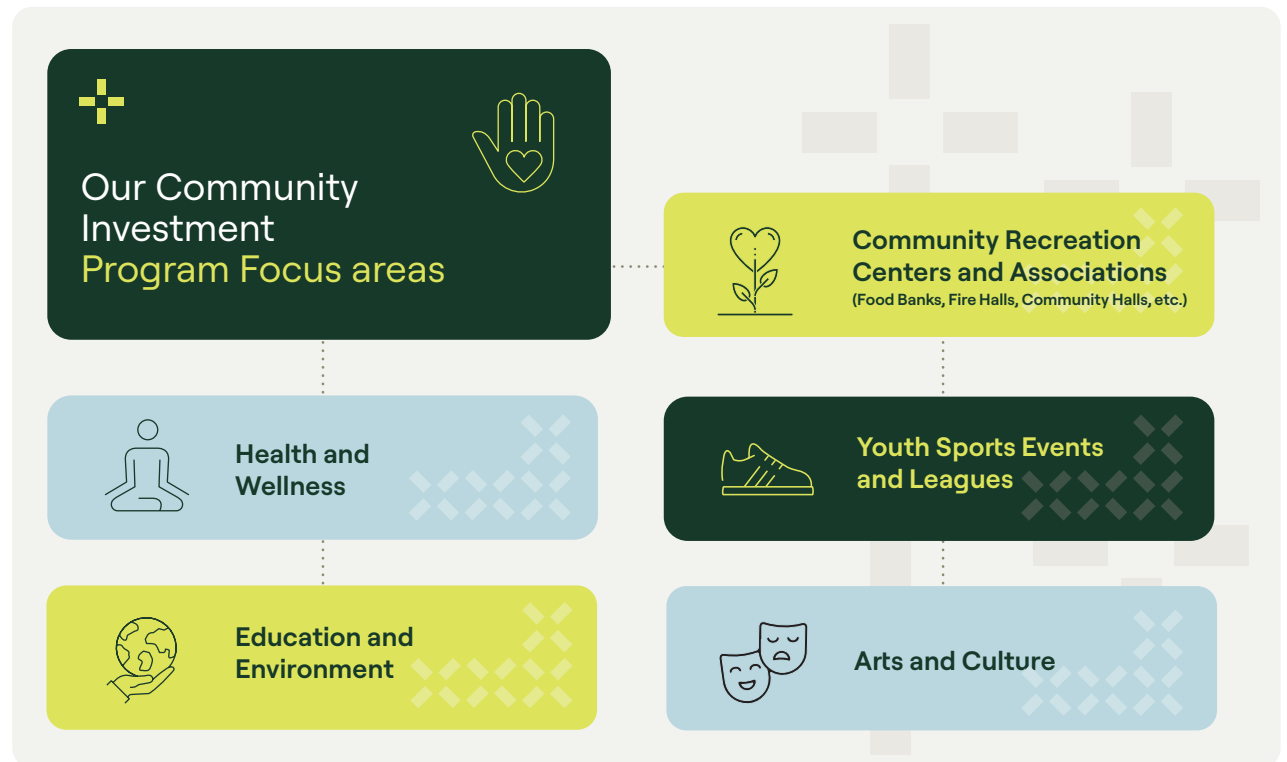 Our Community
Investment
Program Focus areas
Community Recreation
Centers and Associations
(Food Banks, Fire Halls, Community Halls, etc.)
Health and
Wellness
Youth Sports Events
and Leagues
Education and
Environment
Arts and Culture